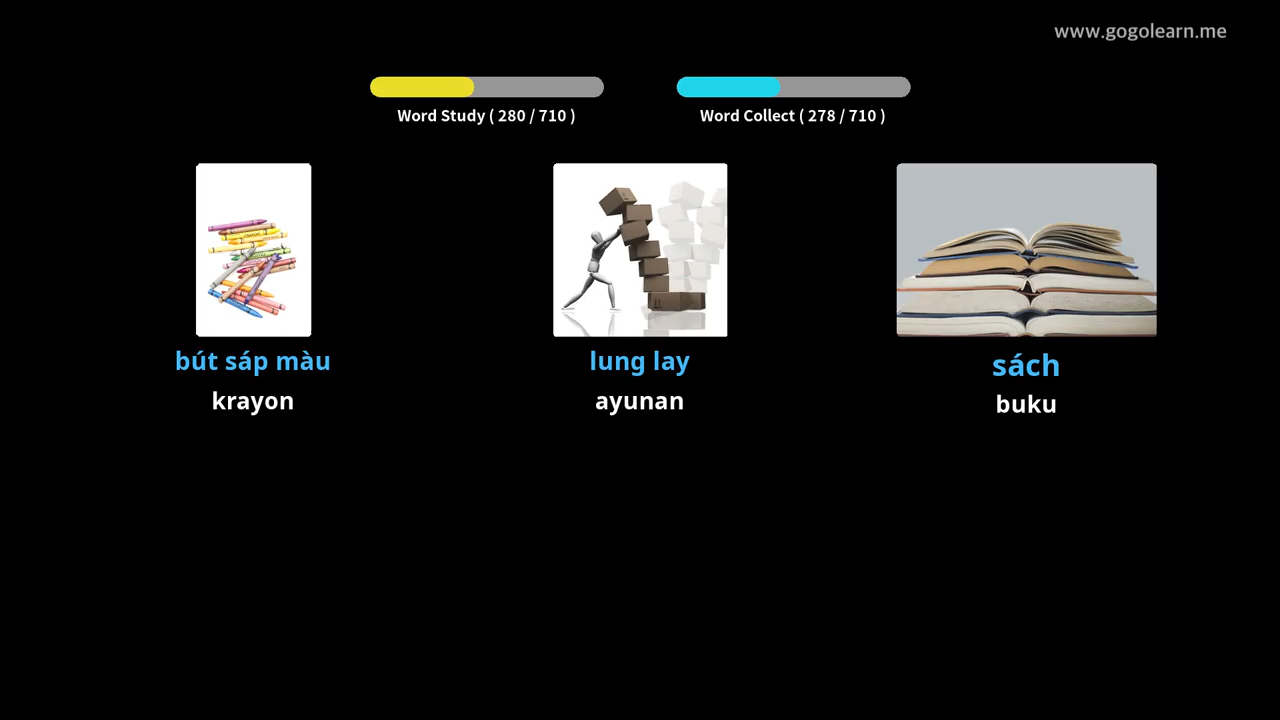 www.gogolearn.me
Word Study ( 280 / 710 )
Word Collect ( 278 / 710 )
bút sáp màu
krayon
lung lay
ayunan
sách
buku